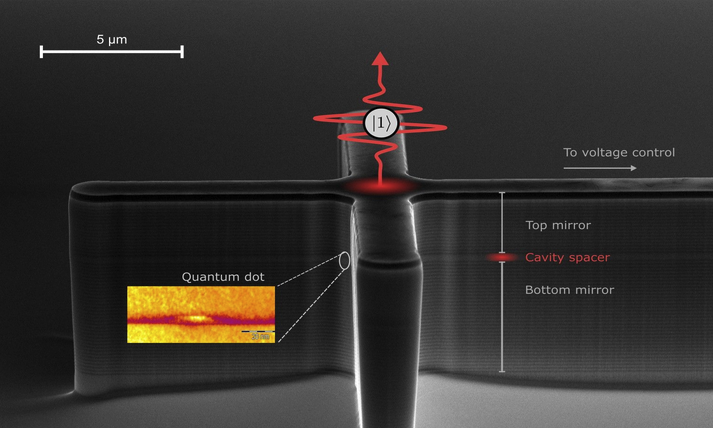 5 µm
|1⟩
To voltage control
Top mirror
Cavity spacer
Quantum dot
Bottom mirror